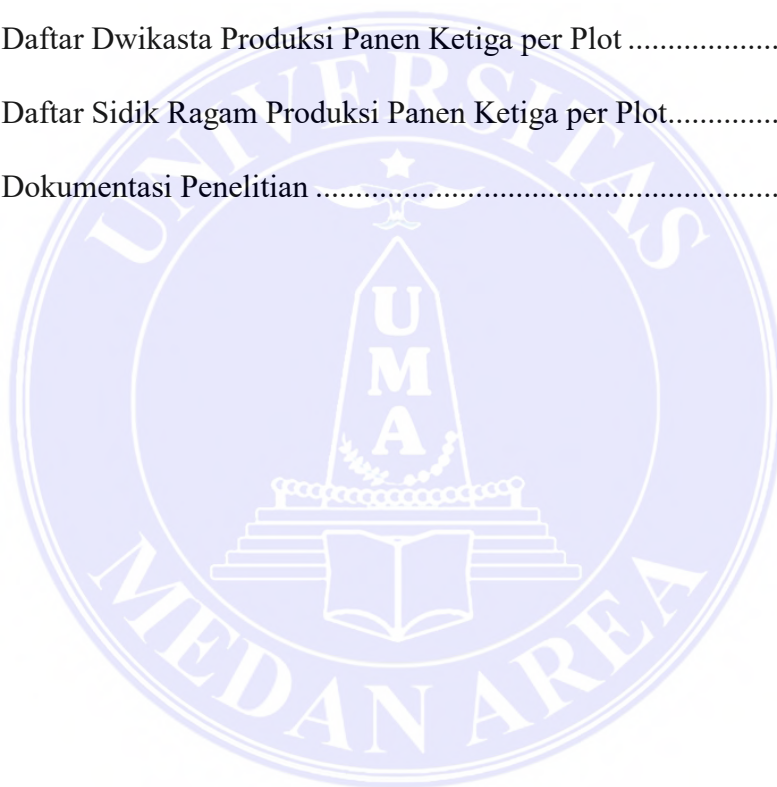 Daftar Dwikasta Produksi Panen Ketiga per Plot ...................
Daftar Sidik Ragam Produksi Panen Ketiga per Plot..............
Dokumentasi Penelitian ..........................................................
UNIVERSITAS
U
M
A
MEDAN AREA